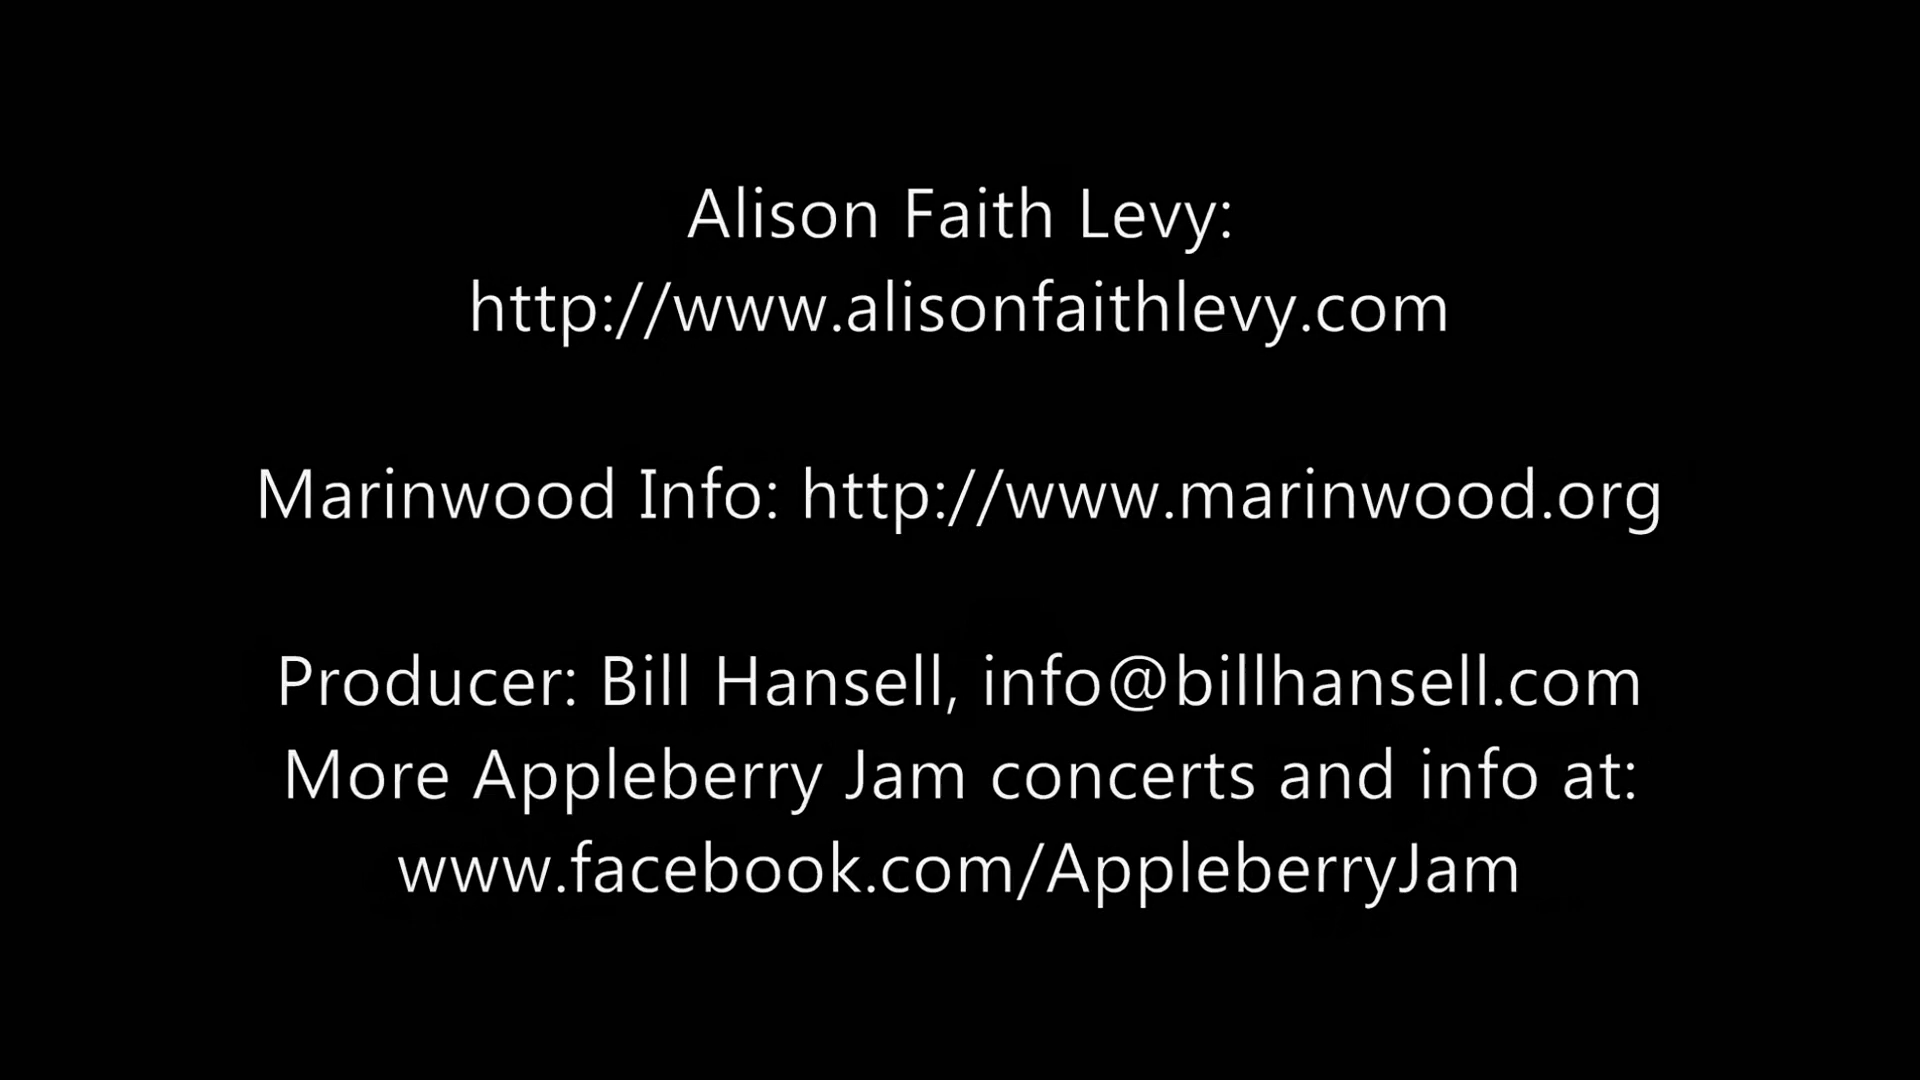 Alison Faith Levy:
http://www.alisonfaithlevy.com
Marinwood Info: http://www.marinwood.org
Producer: Bill Hansell, info@billhansell.com
More Appleberry Jam concerts and info at:
www.facebook.com/AppleberryJam